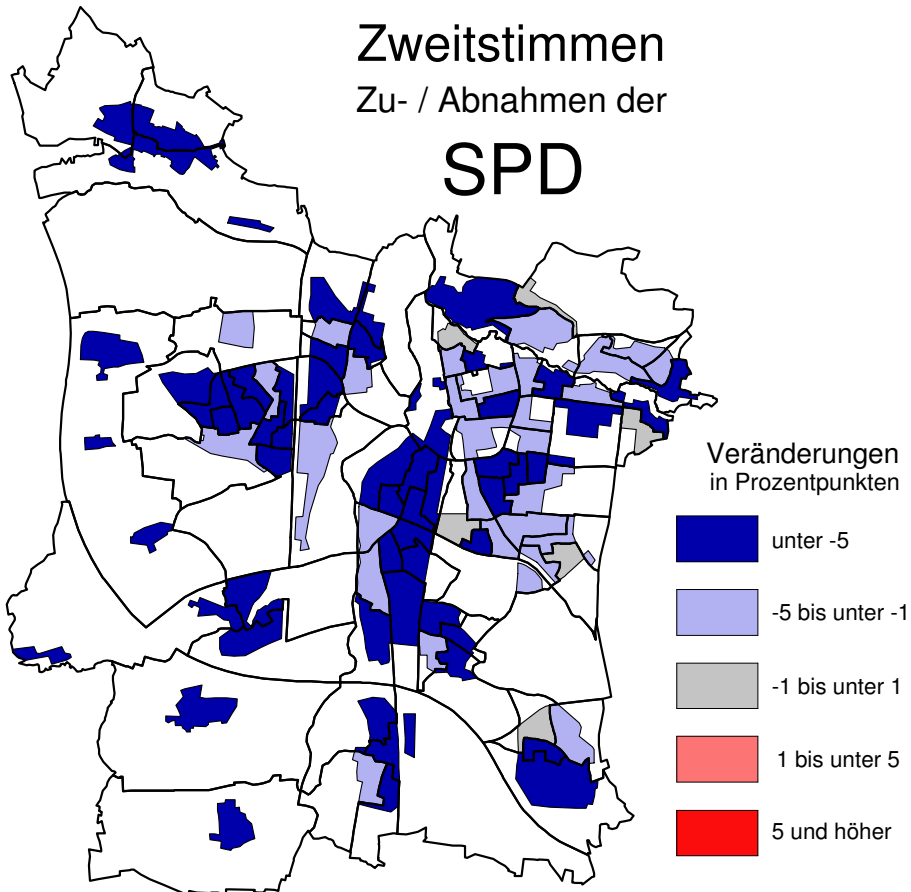 Zweitstimmen
Zu- / Abnahmen der
SPD
Veränderungen
in Prozentpunkten
unter -5
-5 bis unter -1
-1 bis unter 1
1 bis unter 5
5 und höher